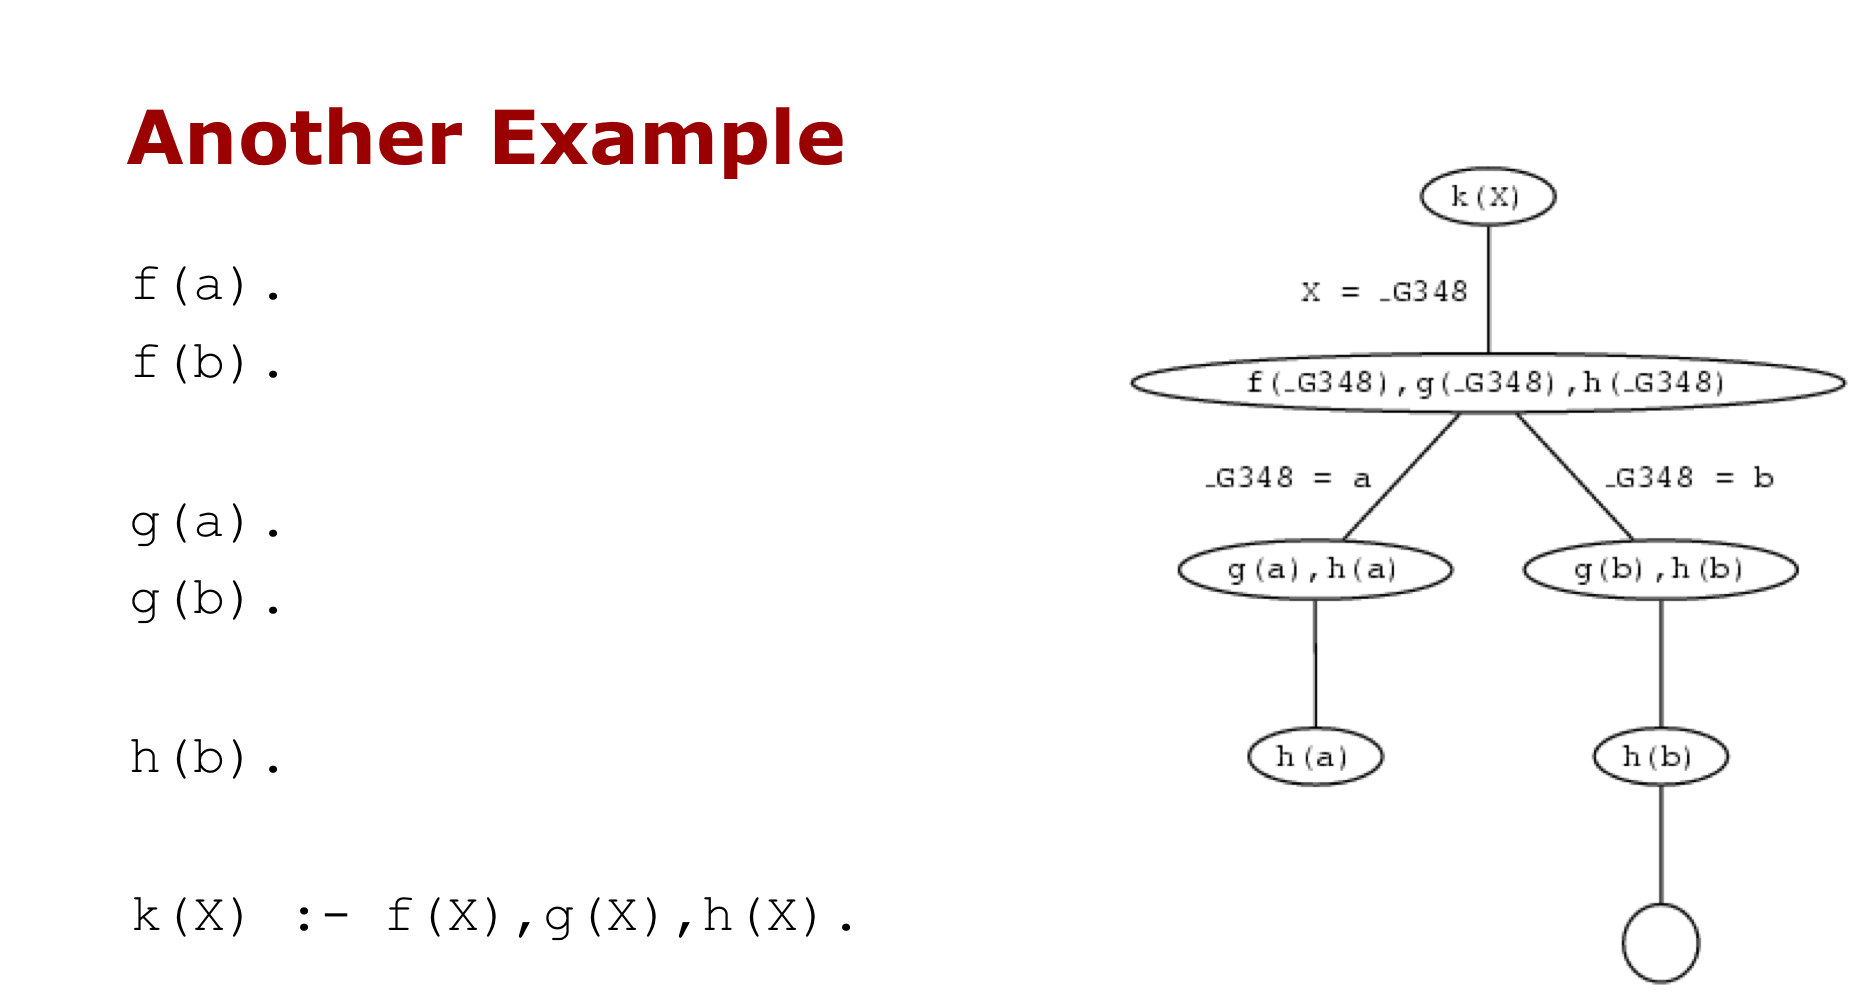 Another Example
f(a).
f(b).
g(a).
g(b).
h(b).
k(X) :- f(X),g(X),h(X).
k(X)
X = _G348
f(_G348),g(_G348),h(_G348)
_G348 = a
_G348 = b
g(a),h(a)
g(b),h(b)
h(a)
h(b)